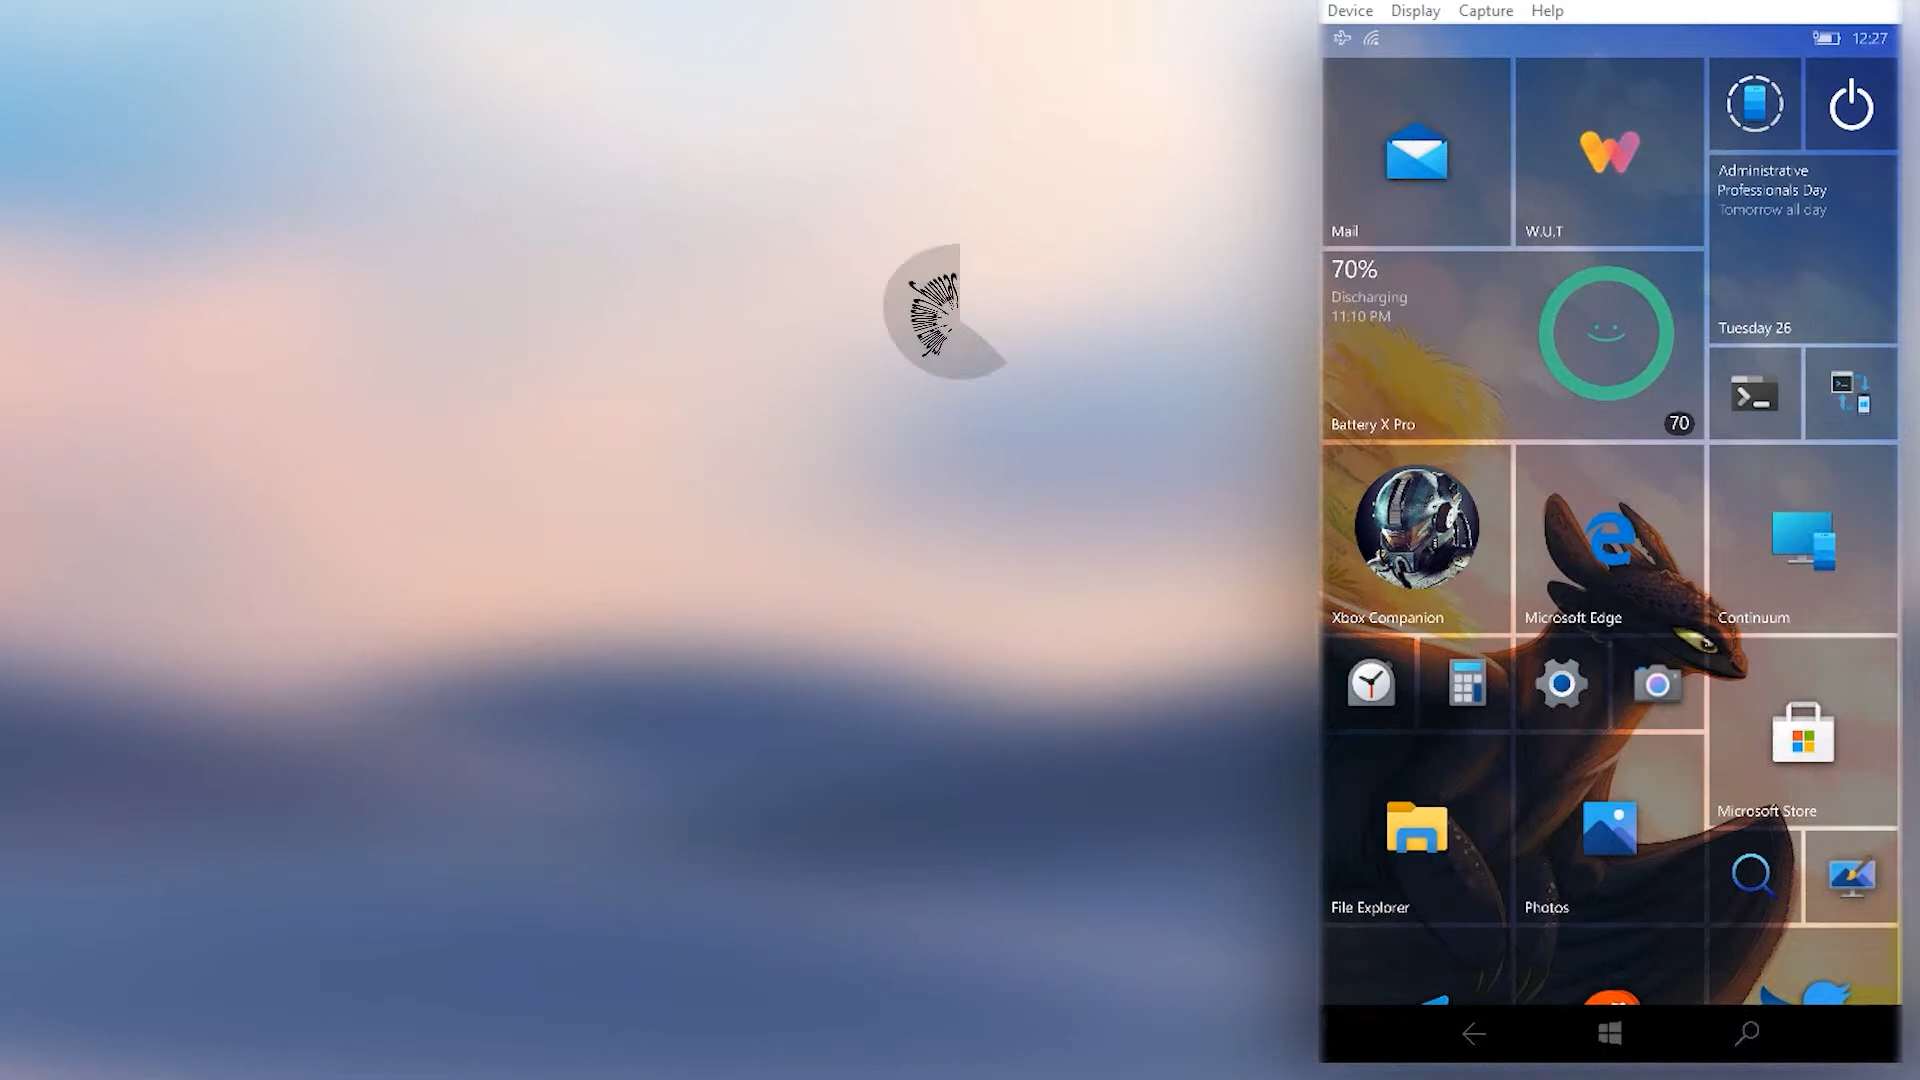 Device Display Capture Help
12:27
Mail
W.U.T
Administrative
Professionals Day
Tomorrow all day
Tuesday 26
70%
Discharging
11:10 PM
Battery X Pro
70
Xbox Companion
Microsoft Edge
Continuum
Microsoft Store
File Explorer
Photos